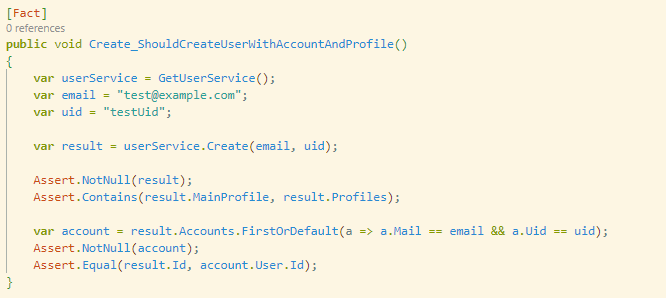 [Fact]
0 references
public void Create_ShouldCreateUserWithAccountAndProfile()
{
    var userService = GetUserService();
    var email = "test@example.com";
    var uid = "testUid";

    var result = userService.Create(email, uid);

    Assert.NotNull(result);
    Assert.Contains(result.MainProfile, result.Profiles);

    var account = result.Accounts.FirstOrDefault(a => a.Mail == email && a.Uid == uid);
    Assert.NotNull(account);
    Assert.Equal(result.Id, account.User.Id);
}